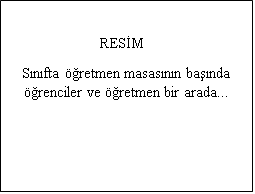 RESİM
Sınıfta öğretmen masasının başında
öğrenciler ve öğretmen bir arada...